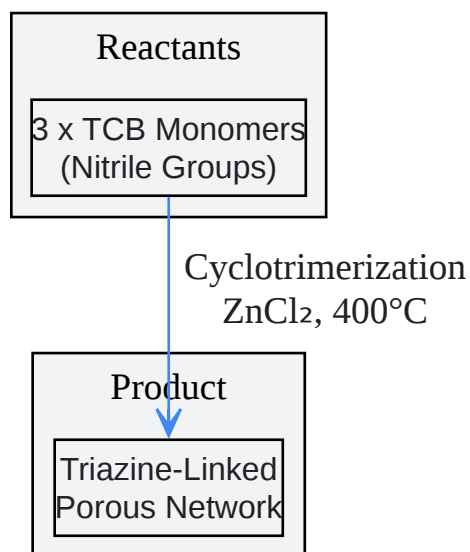 Reactants
3 x TCB Monomers
(Nitrile Groups)
Cyclotrimerization
ZnCl₂, 400°C
Product
Triazine-Linked
Porous Network